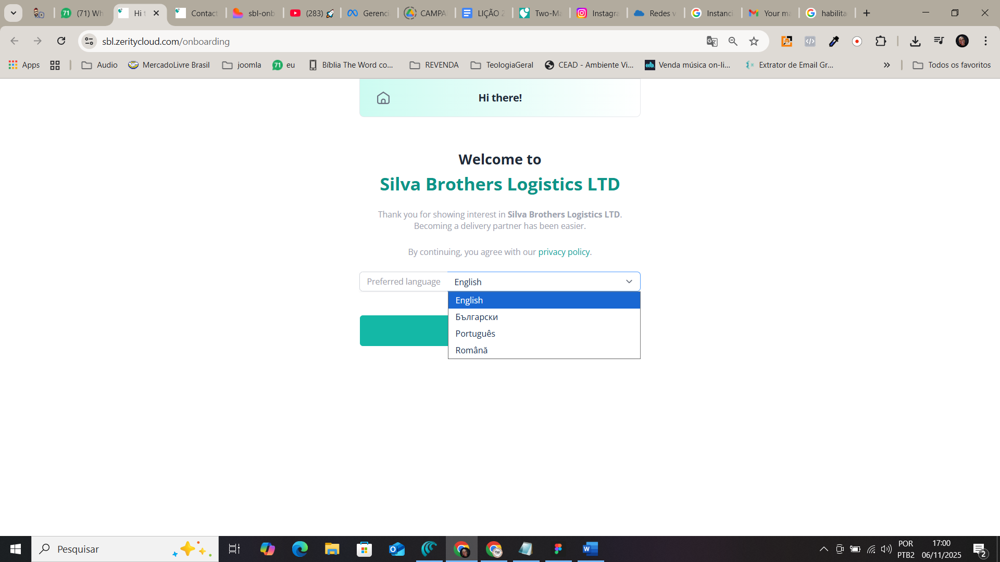 (71) Wh
Hi t
Contact
sbl-onb
(283)
Gerenci
CAMPA
LIÇÃO 2
Two-Ma
Instagra
Redes v
Instanci
Your ma
habilita
sbl.zeritycloud.com/onboarding
Apps
Audio
MercadoLivre Brasil
joomla
71
eu
Bíblia The Word co...
REVENDA
TeologiaGeral
CEAD - Ambiente Vi...
Venda música on-li...
Extrator de Email Gr...
Todos os favoritos
Hi there!
Welcome to
Silva Brothers Logistics LTD
Thank you for showing interest in Silva Brothers Logistics LTD.
Becoming a delivery partner has been easier.
By continuing, you agree with our privacy policy.
Preferred language
English
English
Български
Português
Română
Pesquisar
POR
PTB2
17:00
06/11/2025
2